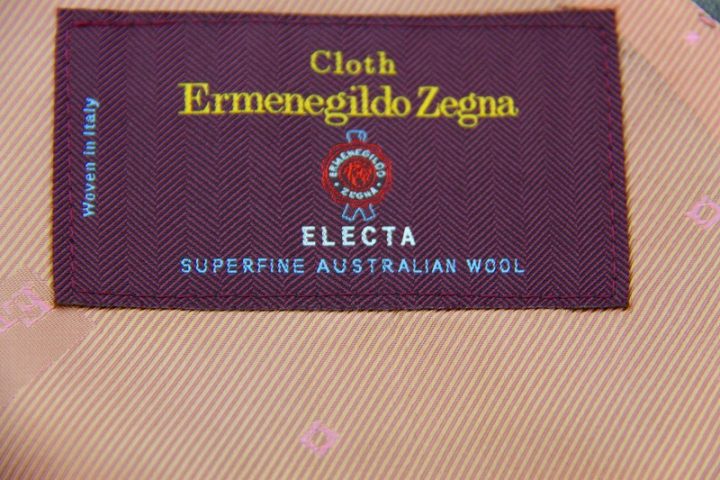 Cloth
Ermenegildo Zegna
Woven in Italy
ERMENEGILDO
ZEGNA
ELECTA
SUPERFINE AUSTRALIAN WOOL